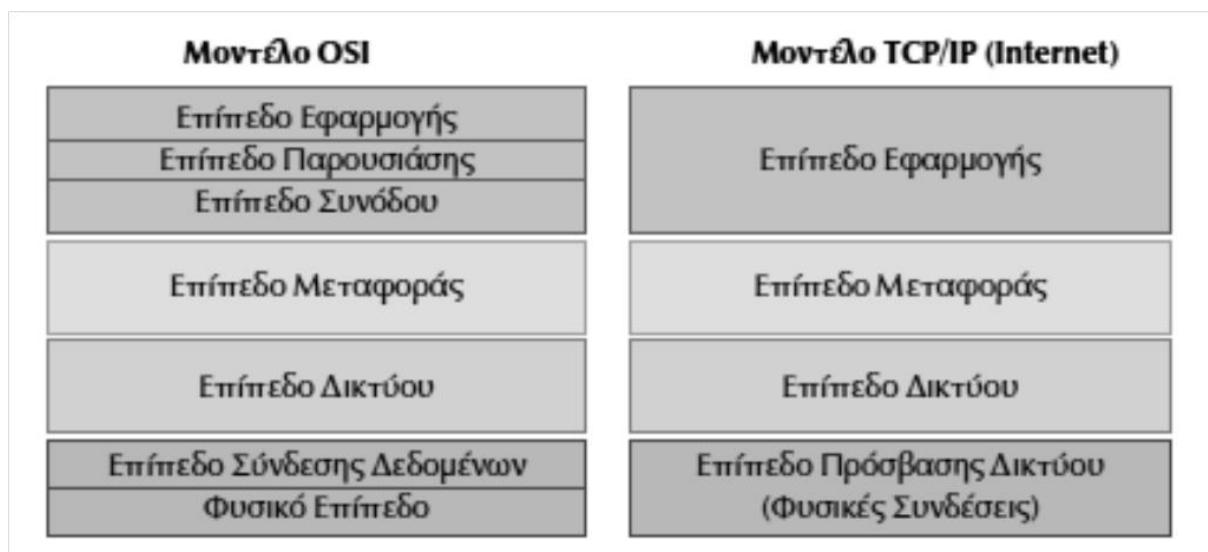 Μοντέλο OSI
Επίπεδο Εφαρμογής
Επίπεδο Παρουσιάσης
Επίπεδο Συνόδου
Επίπεδο Μεταφοράς
Επίπεδο Δικτύου
Επίπεδο Σύνδεσης Δεδομένων
Φυσικό Επίπεδο
Μοντέλο TCP/IP (Internet)
Επίπεδο Εφαρμογής
Επίπεδο Μεταφοράς
Επίπεδο Δικτύου
Επίπεδο Πρόσβασης Δικτύου
(Φυσικές Συνδέσεις)